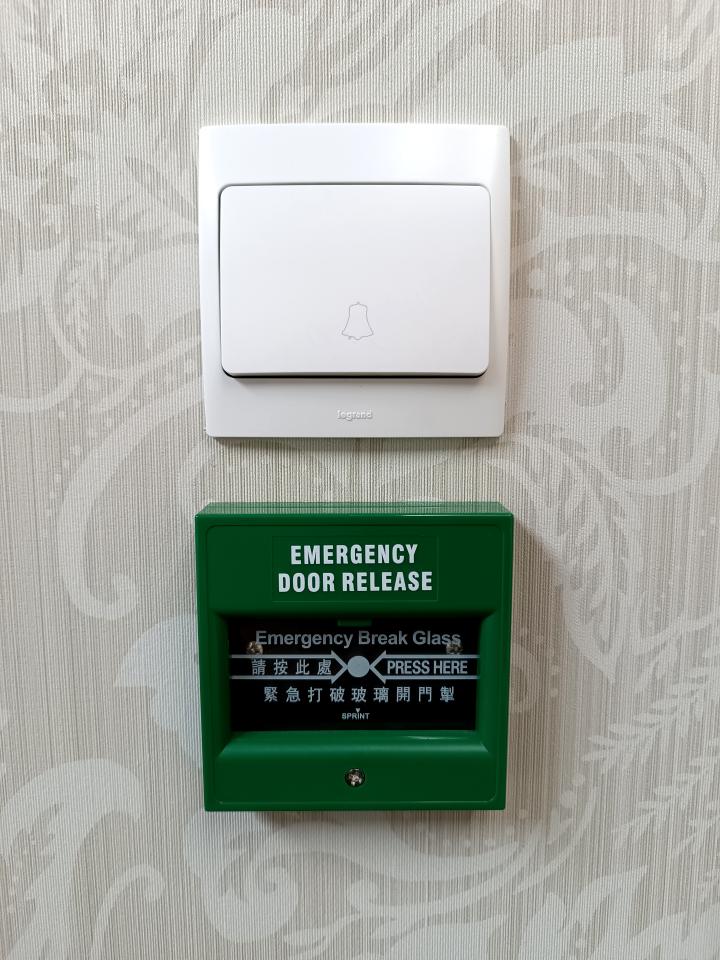 legrand
EMERGENCY
DOOR RELEASE
Emergency Break Glass
請按此處 PRESS HERE
緊急打破玻璃開門掣
SPRINT